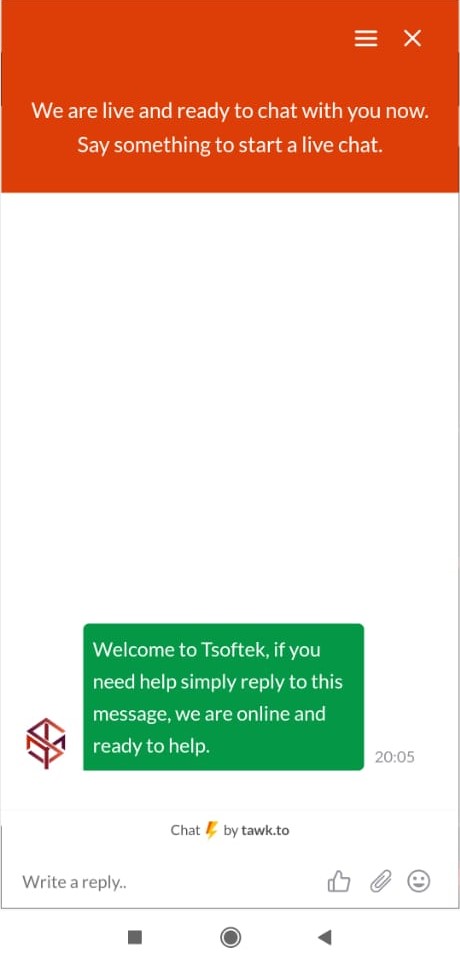 We are live and ready to chat with you now.
Say something to start a live chat.
Welcome to Tsoftek, if you
need help simply reply to this
message, we are online and
ready to help.
20:05
Chat ⚡ by tawk.to
Write a reply..